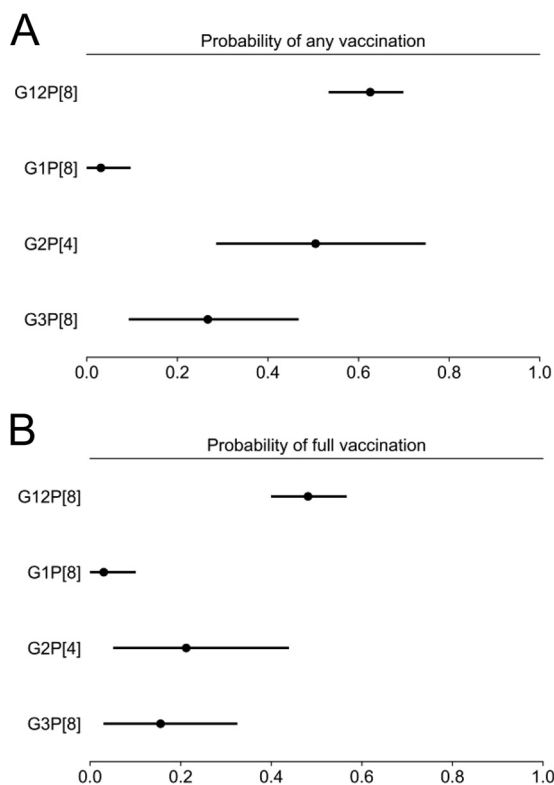 A
Probability of any vaccination
G12P[8]
G1P[8]
G2P[4]
G3P[8]
0.0 0.2 0.4 0.6 0.8 1.0
B
Probability of full vaccination
G12P[8]
G1P[8]
G2P[4]
G3P[8]
0.0 0.2 0.4 0.6 0.8 1.0